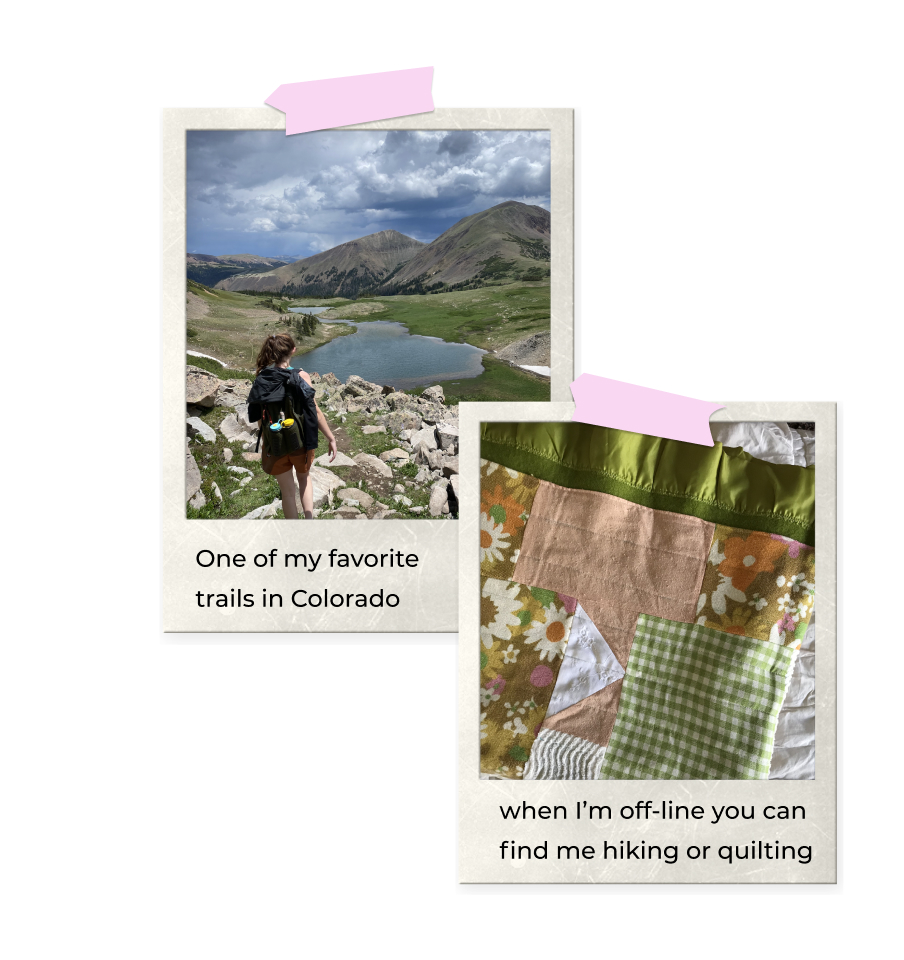 One of my favorite
trails in Colorado
when I’m off-line you can
find me hiking or quilting